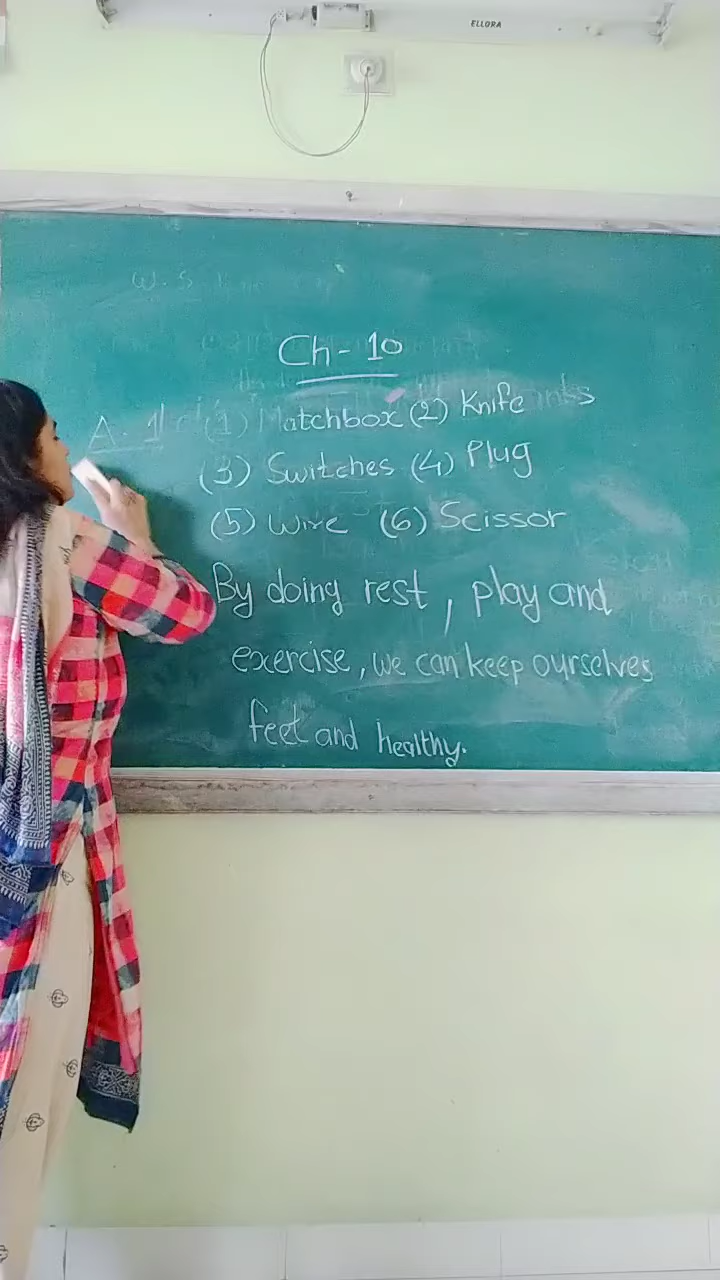 ELLORA
W.S
Ch - 10
A. 1 (1) Matchbox (2) Knife
(3) Switches (4) Plug
(5) Wire (6) Scissor
By doing rest, play and
exercise, we can keep ourselves
feet and healthy.